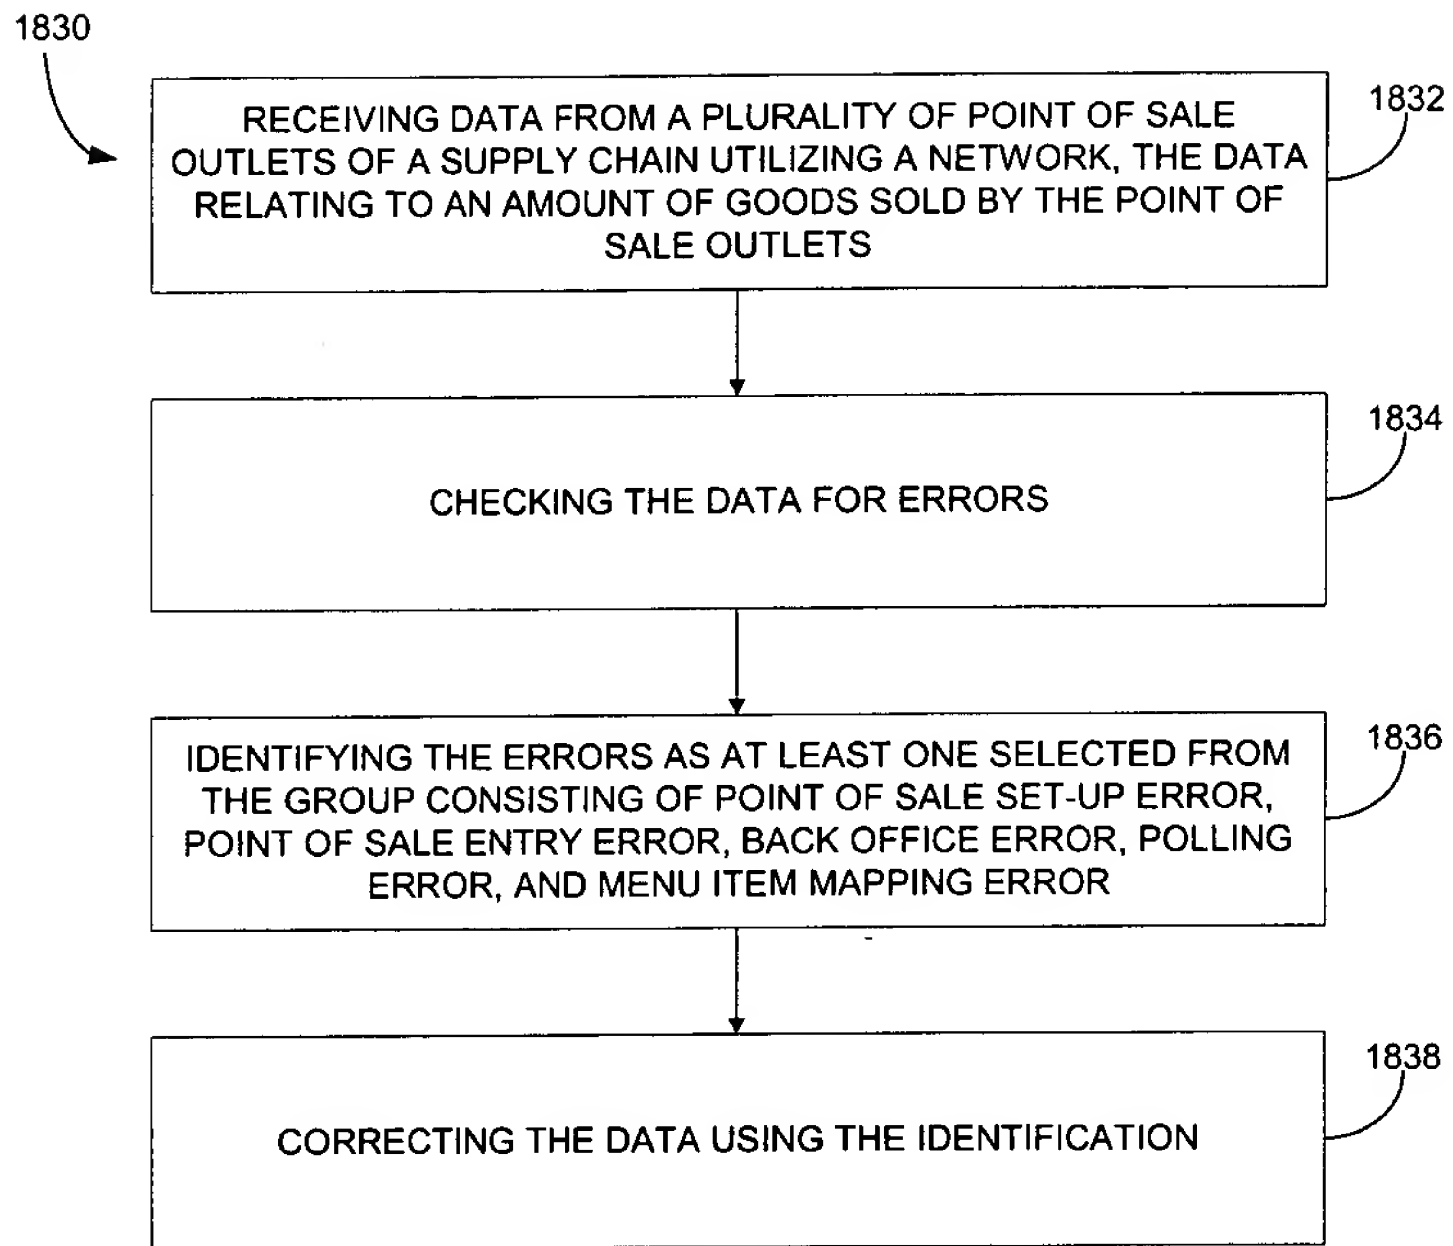 1830
1832
RECEIVING DATA FROM A PLURALITY OF POINT OF SALE
OUTLETS OF A SUPPLY CHAIN UTILIZING A NETWORK, THE DATA
RELATING TO AN AMOUNT OF GOODS SOLD BY THE POINT OF
SALE OUTLETS
1834
CHECKING THE DATA FOR ERRORS
1836
IDENTIFYING THE ERRORS AS AT LEAST ONE SELECTED FROM
THE GROUP CONSISTING OF POINT OF SALE SET-UP ERROR,
POINT OF SALE ENTRY ERROR, BACK OFFICE ERROR, POLLING
ERROR, AND MENU ITEM MAPPING ERROR
1838
CORRECTING THE DATA USING THE IDENTIFICATION